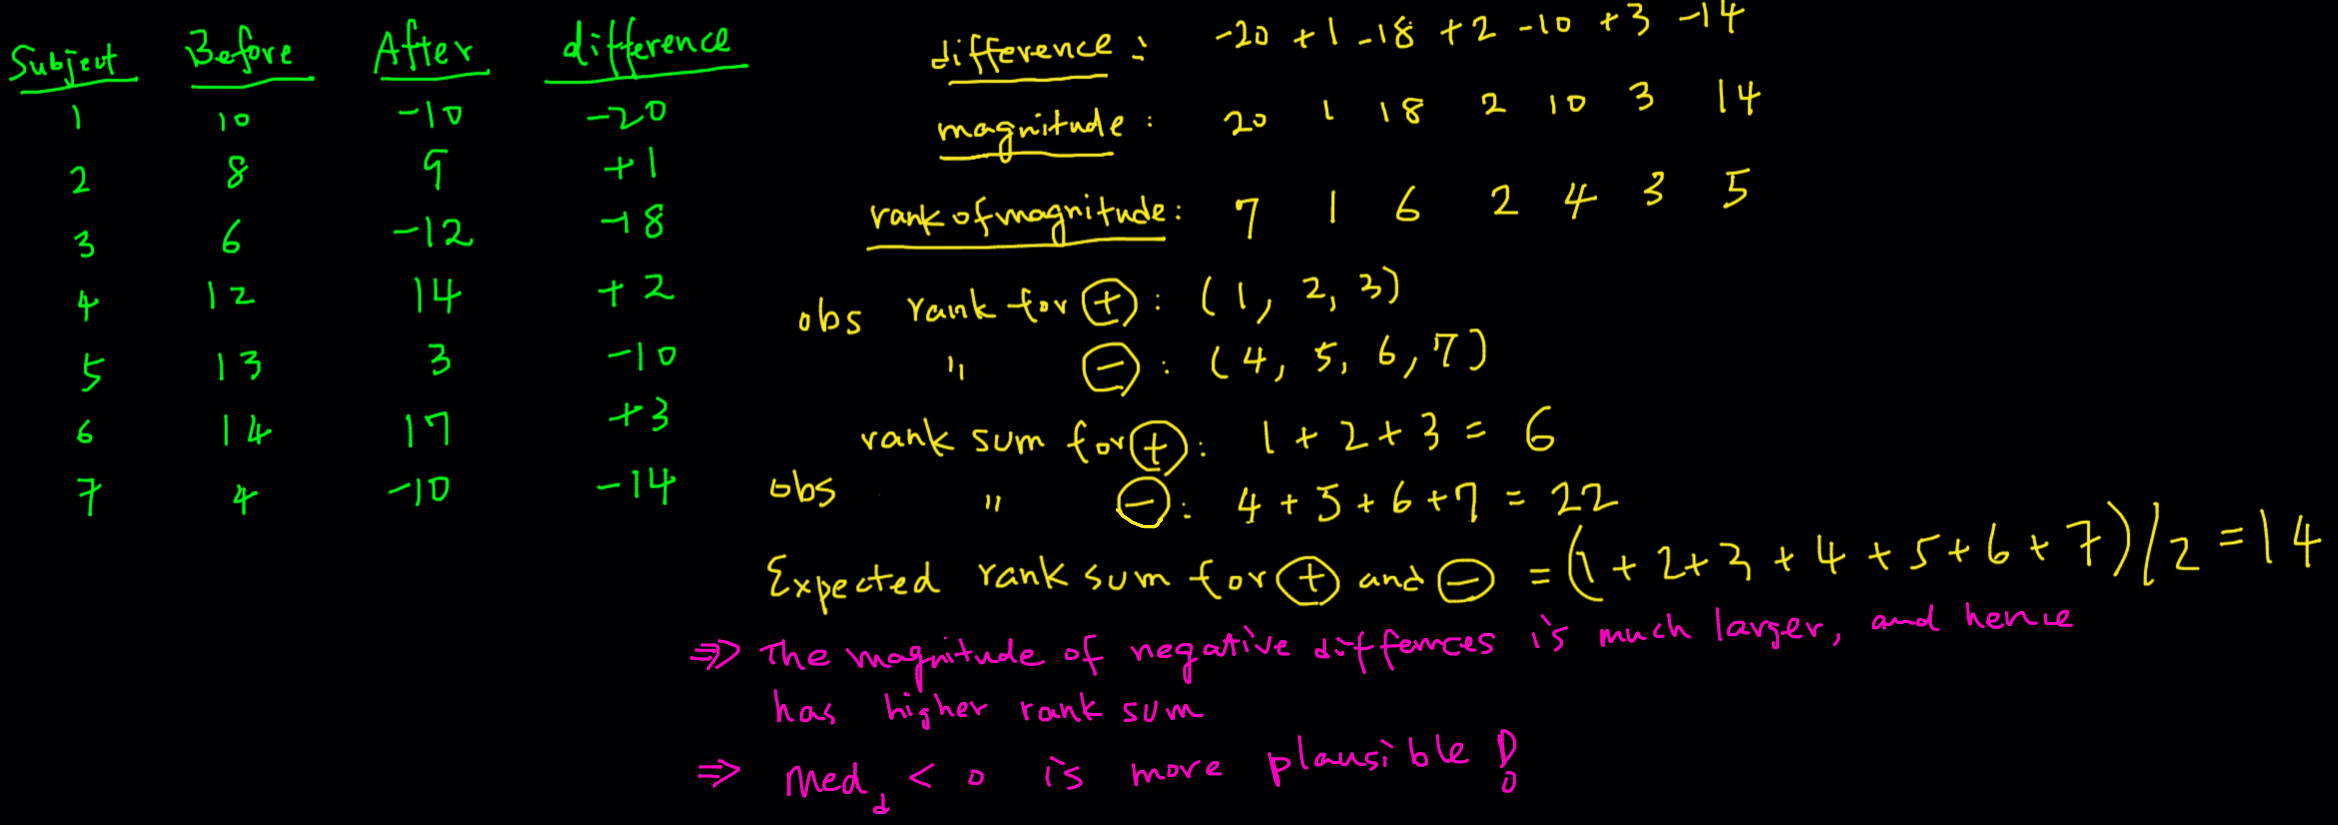 Subject Before After difference
1 10 -10 -20
2 8 9 +1
3 6 -12 -18
4 12 14 +2
5 13 3 -10
6 14 17 +3
7 4 -10 -14
difference : -20 +1 -18 +2 -10 +3 -14
magnitude : 20 1 18 2 10 3 14
rank of magnitude : 7 1 6 2 4 3 5
obs rank for (+) : (1, 2, 3)
" (-) : (4, 5, 6, 7)
rank sum for (+) : 1 + 2 + 3 = 6
obs " (-) : 4 + 5 + 6 + 7 = 22
Expected rank sum for (+) and (-) = (1 + 2 + 3 + 4 + 5 + 6 + 7)/2 = 14
⇒ The magnitude of negative differnces is much larger, and hence
has higher rank sum
⇒ Med_d < 0 is more plausible !